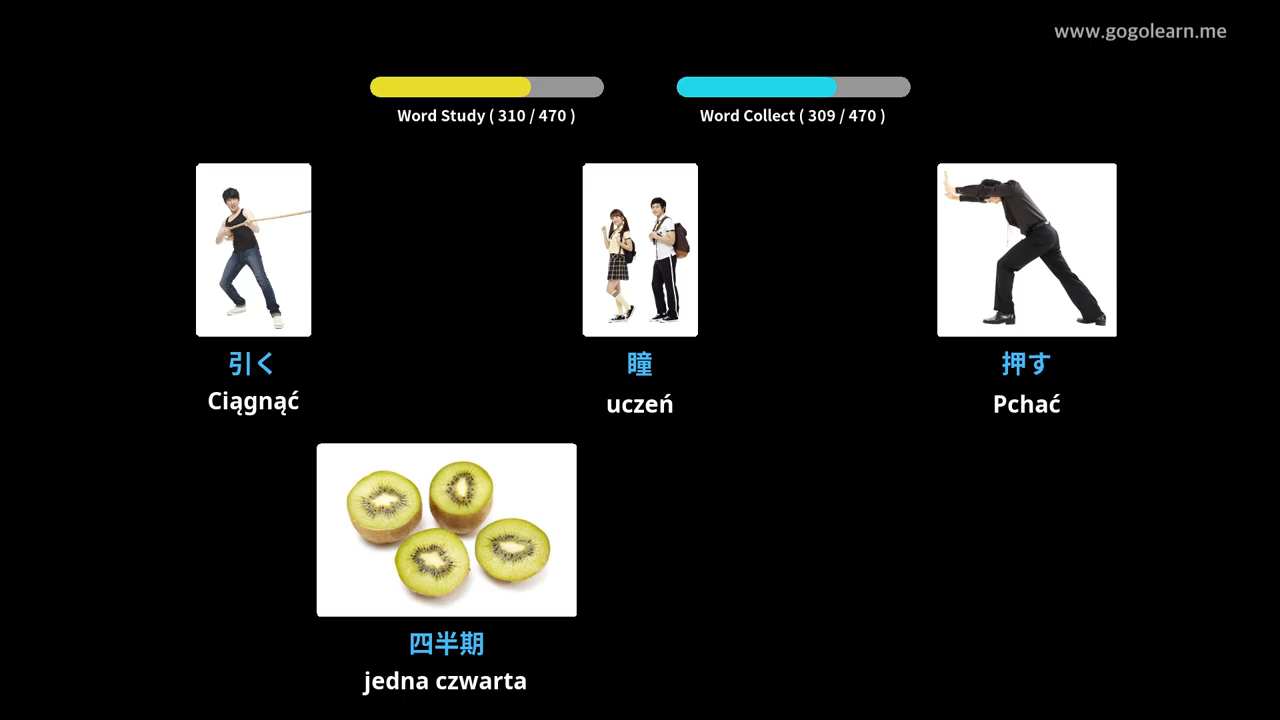 www.gogolearn.me
Word Study ( 310 / 470 )
Word Collect ( 309 / 470 )
引く
Ciągnąć
瞳
uczeń
押す
Pchać
四半期
jedna czwarta